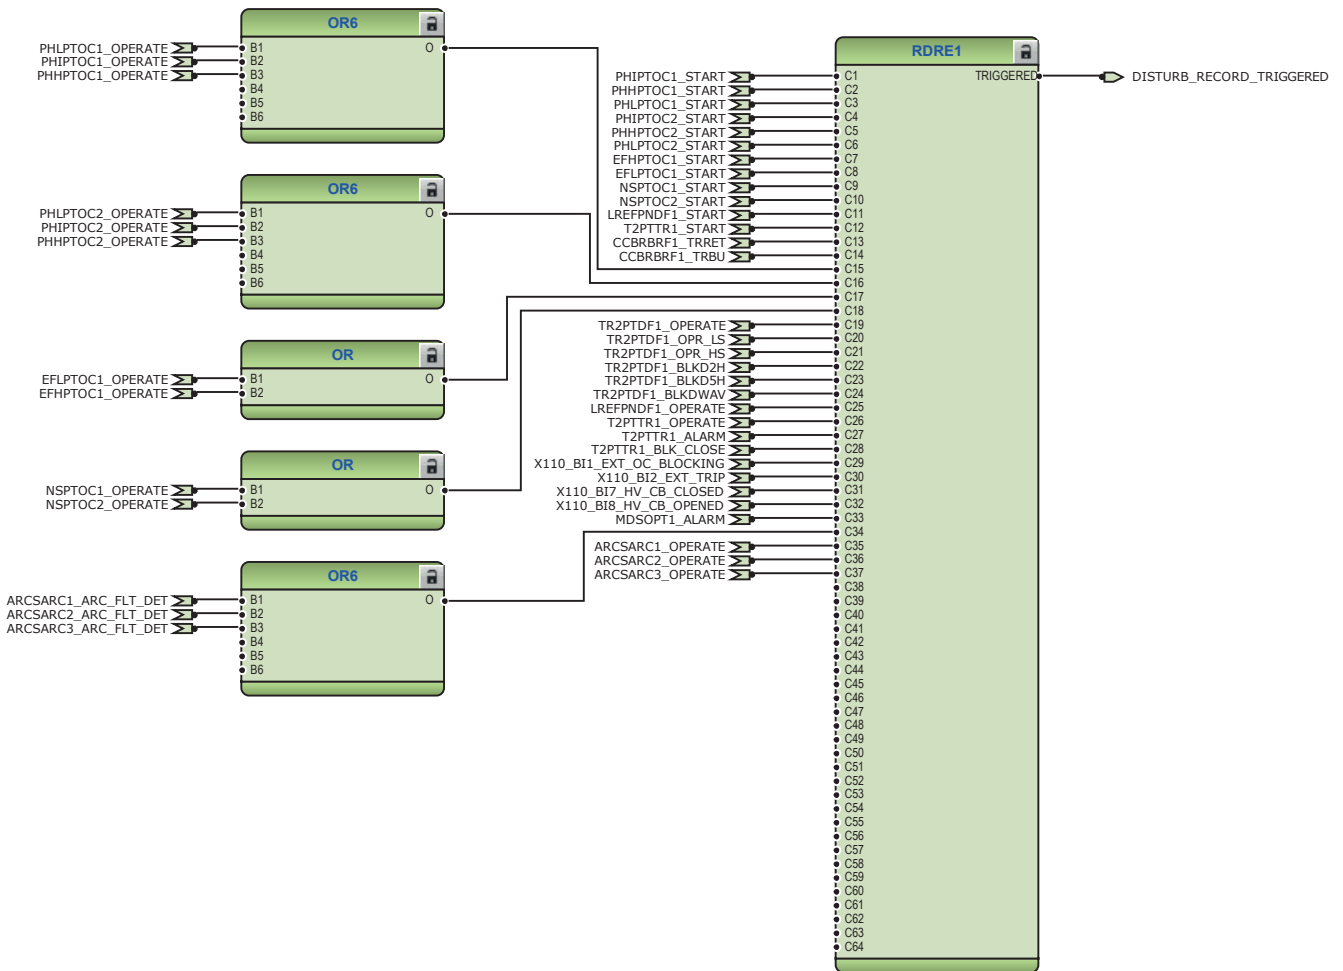 OR6
PHLPTOC1_OPERATE B1 O
PHIPTOC1_OPERATE B2
PHHPTOC1_OPERATE B3
B4
B5
B6
OR6
PHLPTOC2_OPERATE B1 O
PHIPTOC2_OPERATE B2
PHHPTOC2_OPERATE B3
B4
B5
B6
OR
EFLPTOC1_OPERATE B1 O
EFHPTOC1_OPERATE B2
OR
NSPTOC1_OPERATE B1 O
NSPTOC2_OPERATE B2
OR6
ARCSARC1_ARC_FLT_DET B1 O
ARCSARC2_ARC_FLT_DET B2
ARCSARC3_ARC_FLT_DET B3
B4
B5
B6
RDRE1
PHIPTOC1_START C1 TRIGGERED DISTURB_RECORD_TRIGGERED
PHHPTOC1_START C2
PHLPTOC1_START C3
PHIPTOC2_START C4
PHHPTOC2_START C5
PHLPTOC2_START C6
EFHPTOC1_START C7
EFLPTOC1_START C8
NSPTOC1_START C9
NSPTOC2_START C10
LREFPNDF1_START C11
T2PTTR1_START C12
CCBRBRF1_TRRET C13
CCBRBRF1_TRBU C14
C15
C16
C17
C18
TR2PTDF1_OPERATE C19
TR2PTDF1_OPR_LS C20
TR2PTDF1_OPR_HS C21
TR2PTDF1_BLKD2H C22
TR2PTDF1_BLKD5H C23
TR2PTDF1_BLKDWAV C24
LREFPNDF1_OPERATE C25
T2PTTR1_OPERATE C26
T2PTTR1_ALARM C27
T2PTTR1_BLK_CLOSE C28
X110_BI1_EXT_OC_BLOCKING C29
X110_BI2_EXT_TRIP C30
X110_BI7_HV_CB_CLOSED C31
X110_BI8_HV_CB_OPENED C32
MDSOPT1_ALARM C33
C34
ARCSARC1_OPERATE C35
ARCSARC2_OPERATE C36
ARCSARC3_OPERATE C37
C38
C39
C40
C41
C42
C43
C44
C45
C46
C47
C48
C49
C50
C51
C52
C53
C54
C55
C56
C57
C58
C59
C60
C61
C62
C63
C64